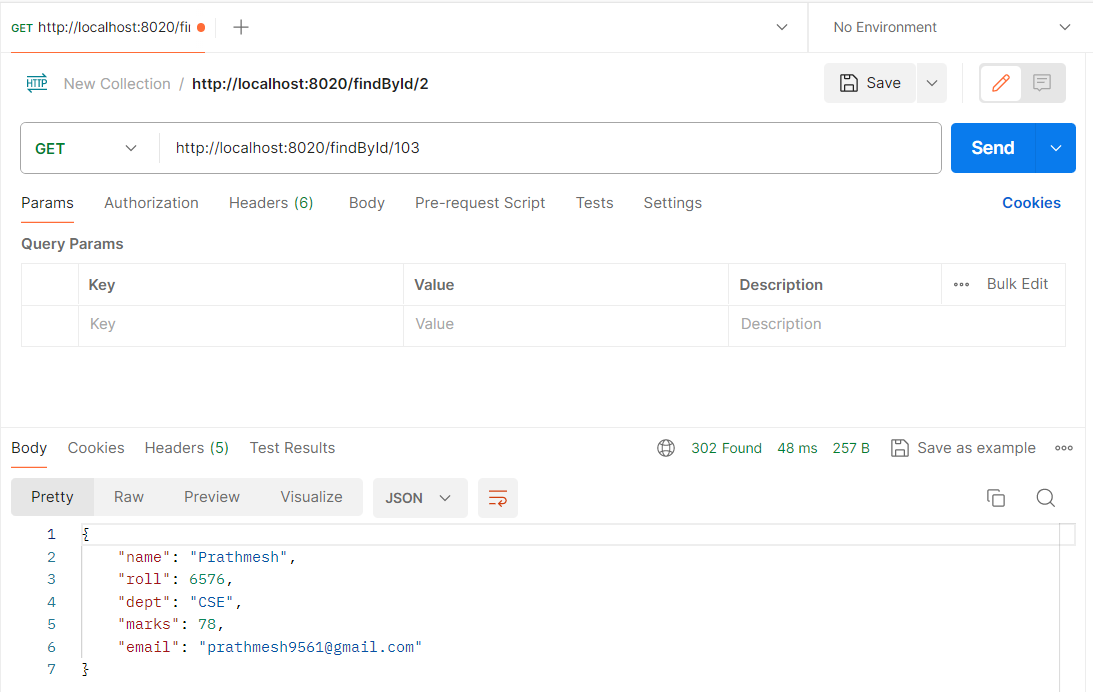 GET http://localhost:8020/fin
No Environment
HTTP New Collection / http://localhost:8020/findById/2
Save
GET http://localhost:8020/findById/103
Send
Params Authorization Headers (6) Body Pre-request Script Tests Settings Cookies
Query Params
Key Value Description ••• Bulk Edit
Key Value Description
Body Cookies Headers (5) Test Results 302 Found 48 ms 257 B Save as example
Pretty Raw Preview Visualize JSON
1 {
2 "name": "Prathmesh",
3 "roll": 6576,
4 "dept": "CSE",
5 "marks": 78,
6 "email": "prathmesh9561@gmail.com"
7 }